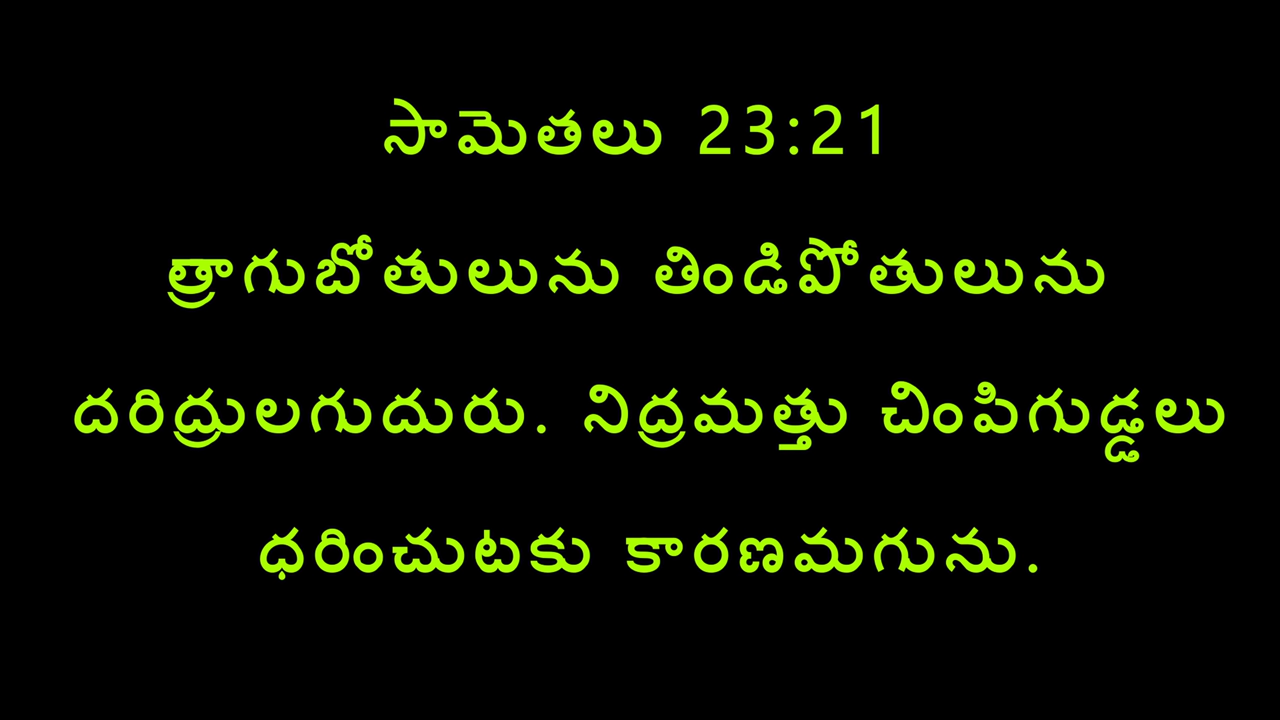 సామెతలు 23:21
త్రాగుబోతులును తిండిపోతులును
దరిద్రులగుదురు. నిద్రమత్తు చింపిగుడ్డలు
ధరించుటకు కారణమగును.